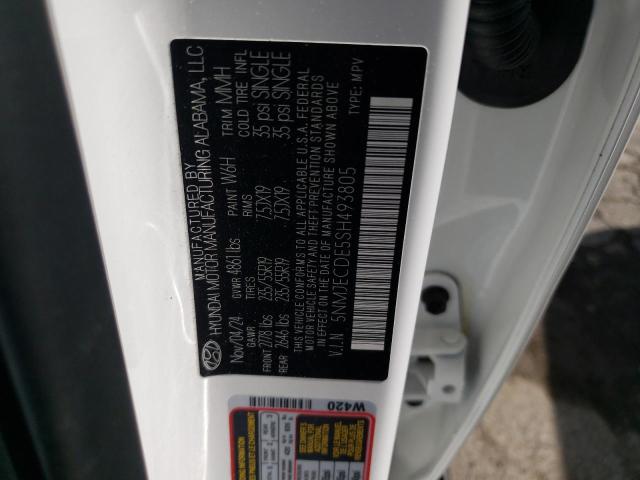 MANUFACTURED BY
HYUNDAI MOTOR MANUFACTURING ALABAMA, LLC
Nov/04/24 PAINT W6H TRIM MMH
GAWR GVWR 4861 lbs TIRES RIMS COLD TIRE INFL
FRONT 2778 lbs 235/55R19 7.5JX19 35 psi SINGLE
REAR 2646 lbs 235/55R19 7.5JX19 35 psi SINGLE
THIS VEHICLE CONFORMS TO ALL APPLICABLE U.S.A. FEDERAL
MOTOR VEHICLE SAFETY AND THEFT PREVENTION STANDARDS
IN EFFECT ON THE DATE OF MANUFACTURE SHOWN ABOVE
V.I.N 5NMJECDE5SH493805 TYPE: MPV
W420